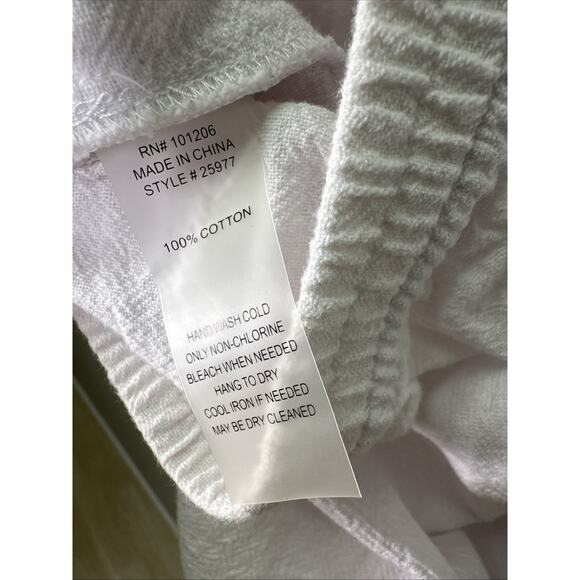 RN# 101206
MADE IN CHINA
STYLE # 25977
100% COTTON
HAND WASH COLD
ONLY NON-CHLORINE
BLEACH WHEN NEEDED
HANG TO DRY
COOL IRON IF NEEDED
MAY BE DRY CLEANED